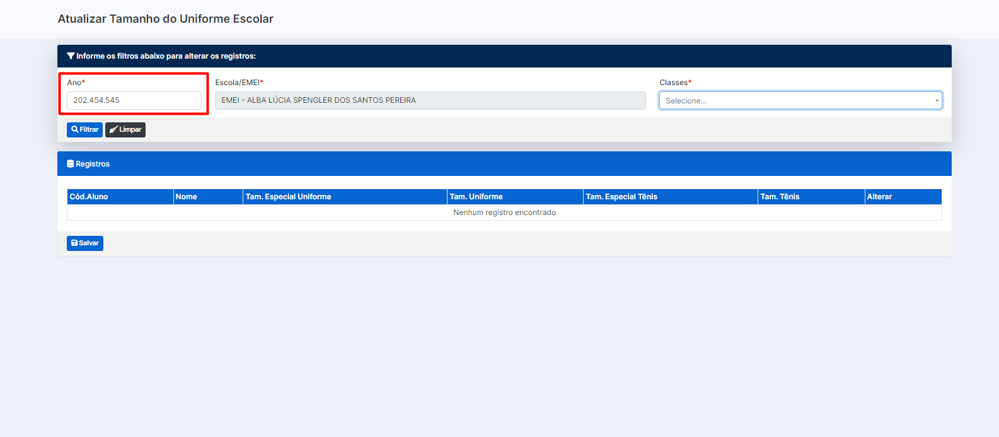 Atualizar Tamanho do Uniforme Escolar
Informe os filtros abaixo para alterar os registros:
Ano* Escola/EMEI* Classes*
202.454.545 EMEI - ALBA LÚCIA SPENGLER DOS SANTOS PEREIRA Selecione...
Filtrar Limpar
Registros
Cód.Aluno Nome Tam. Especial Uniforme Tam. Uniforme Tam. Especial Tênis Tam. Tênis Alterar
Nenhum registro encontrado
Salvar